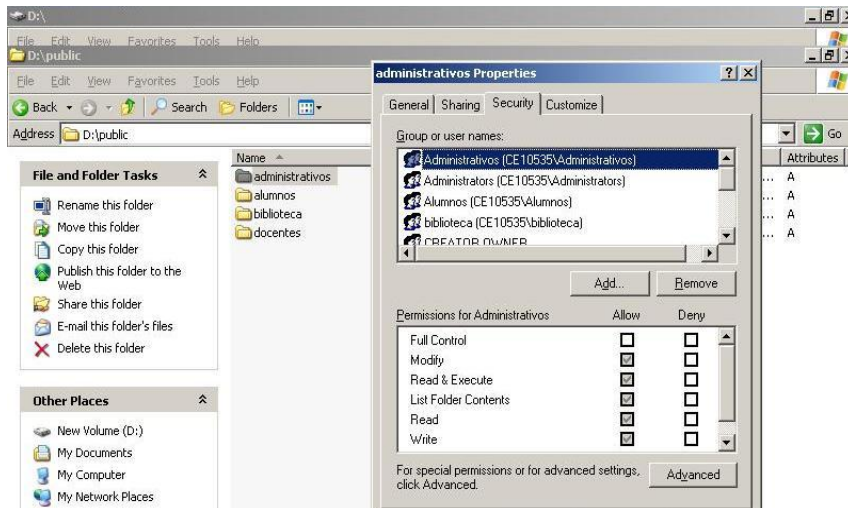 D:\
File Edit View Favorites Tools Help
D:\public
File Edit View Favorites Tools Help
Back Search Folders
Address D:\public Go
File and Folder Tasks
Rename this folder
Move this folder
Copy this folder
Publish this folder to the
Web
Share this folder
E-mail this folder's files
Delete this folder
Other Places
New Volume (D:)
My Documents
My Computer
My Network Places
Name
administrativos
alumnos
biblioteca
docentes
administrativos Properties
General Sharing Security Customize
Group or user names:
Administrativos (CE10535\Administrativos)
Administrators (CE10535\Administrators)
Alumnos (CE10535\Alumnos)
biblioteca (CE10535\biblioteca)
CREATOR OWNER
Add... Remove
Permissions for Administrativos Allow Deny
Full Control
Modify
Read & Execute
List Folder Contents
Read
Write
For special permissions or for advanced settings,
click Advanced.
Advanced
Attributes
... A
... A
... A
... A